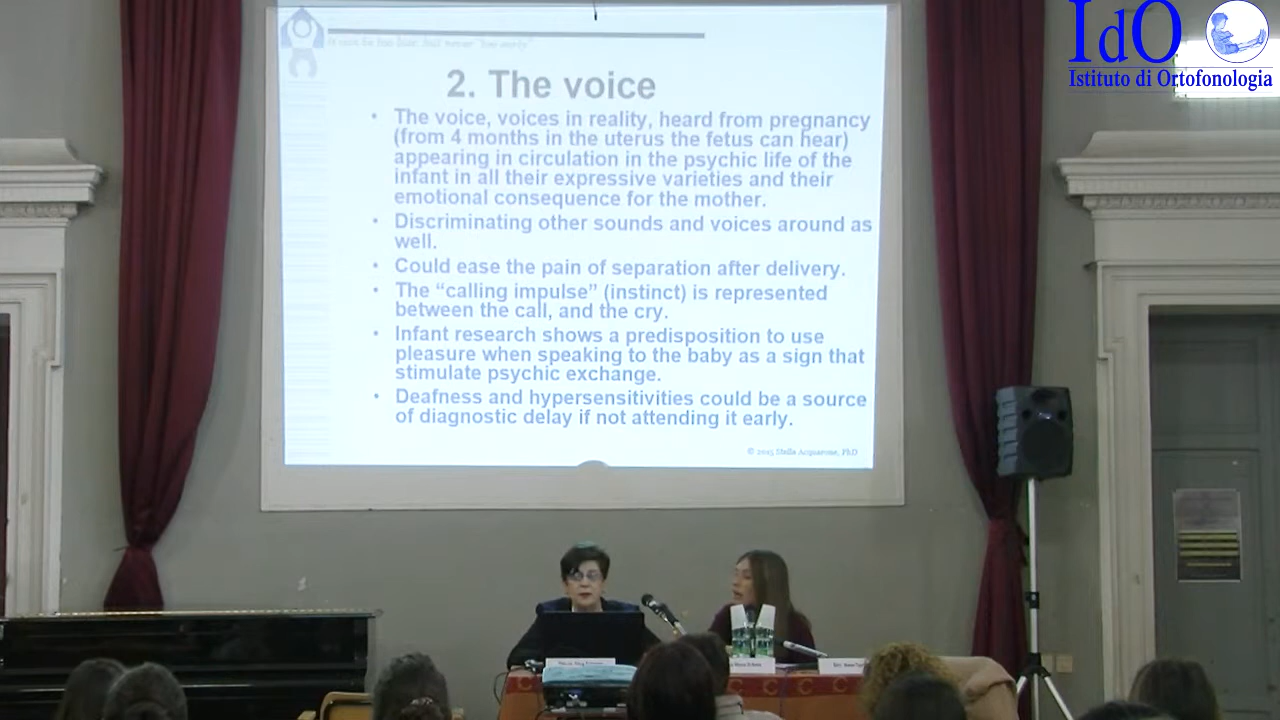 IdO
Istituto di Ortofonologia
2. The voice
• The voice, voices in reality, heard from pregnancy
(from 4 months in the uterus the fetus can hear)
appearing in circulation in the psychic life of the
infant in all their expressive varieties and their
emotional consequence for the mother.
• Discriminating other sounds and voices around as
well.
• Could ease the pain of separation after delivery.
• The “calling impulse” (instinct) is represented
between the call, and the cry.
• Infant research shows a predisposition to use
pleasure when speaking to the baby as a sign that
stimulate psychic exchange.
• Deafness and hypersensitivities could be a source
of diagnostic delay if not attending it early.
Stella Acquarone, PhD